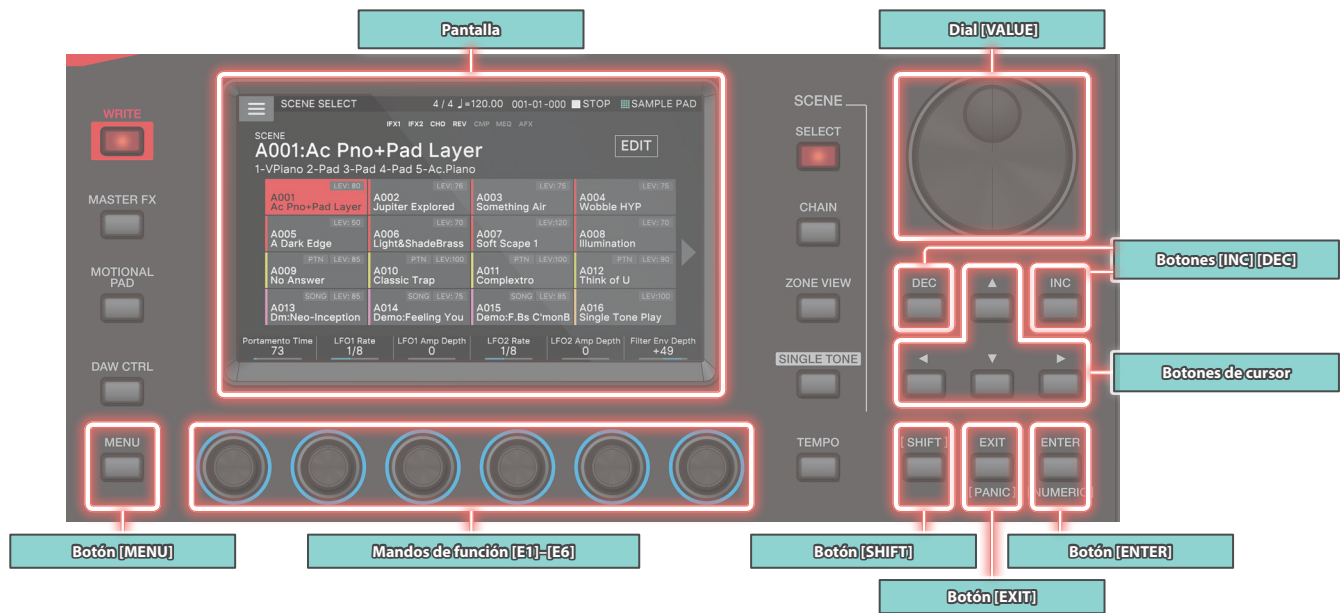 Pantalla
Dial [VALUE]
WRITE
MASTER FX
MOTIONAL
PAD
DAW CTRL
MENU
SCENE SELECT
4 / 4 ♩=120.00 001-01-000 STOP SAMPLE PAD
IFX1 IFX2 CHO REV CMP MEQ AFX
SCENE
A001:Ac Pno+Pad Layer
EDIT
1-VPiano 2-Pad 3-Pad 4-Pad 5-Ac.Piano
LEV: 80
A001
Ac Pno+Pad Layer
LEV: 76
A002
Jupiter Explored
LEV: 75
A003
Something Air
LEV: 75
A004
Wobble HYP
LEV: 50
A005
A Dark Edge
LEV: 70
A006
Light&ShadeBrass
LEV:120
A007
Soft Scape 1
LEV: 70
A008
Illumination
PTN LEV: 85
A009
No Answer
PTN LEV:100
A010
Classic Trap
PTN LEV:100
A011
Complextro
PTN LEV: 90
A012
Think of U
SONG LEV: 85
A013
Dm:Neo-Inception
SONG LEV: 75
A014
Demo:Feeling You
SONG LEV: 85
A015
Demo:F.Bs C'monB
LEV:100
A016
Single Tone Play
Portamento Time
73
LFO1 Rate
1/8
LFO1 Amp Depth
0
LFO2 Rate
1/8
LFO2 Amp Depth
0
Filter Env Depth
+49
SCENE
SELECT
CHAIN
ZONE VIEW
SINGLE TONE
TEMPO
DEC
▲
INC
◀
▼
▶
[SHIFT]
EXIT
[PANIC]
ENTER
[NUMERIC]
Botones [INC] [DEC]
Botones de cursor
Botón [MENU]
Mandos de función [E1]–[E6]
Botón [SHIFT]
Botón [ENTER]
Botón [EXIT]